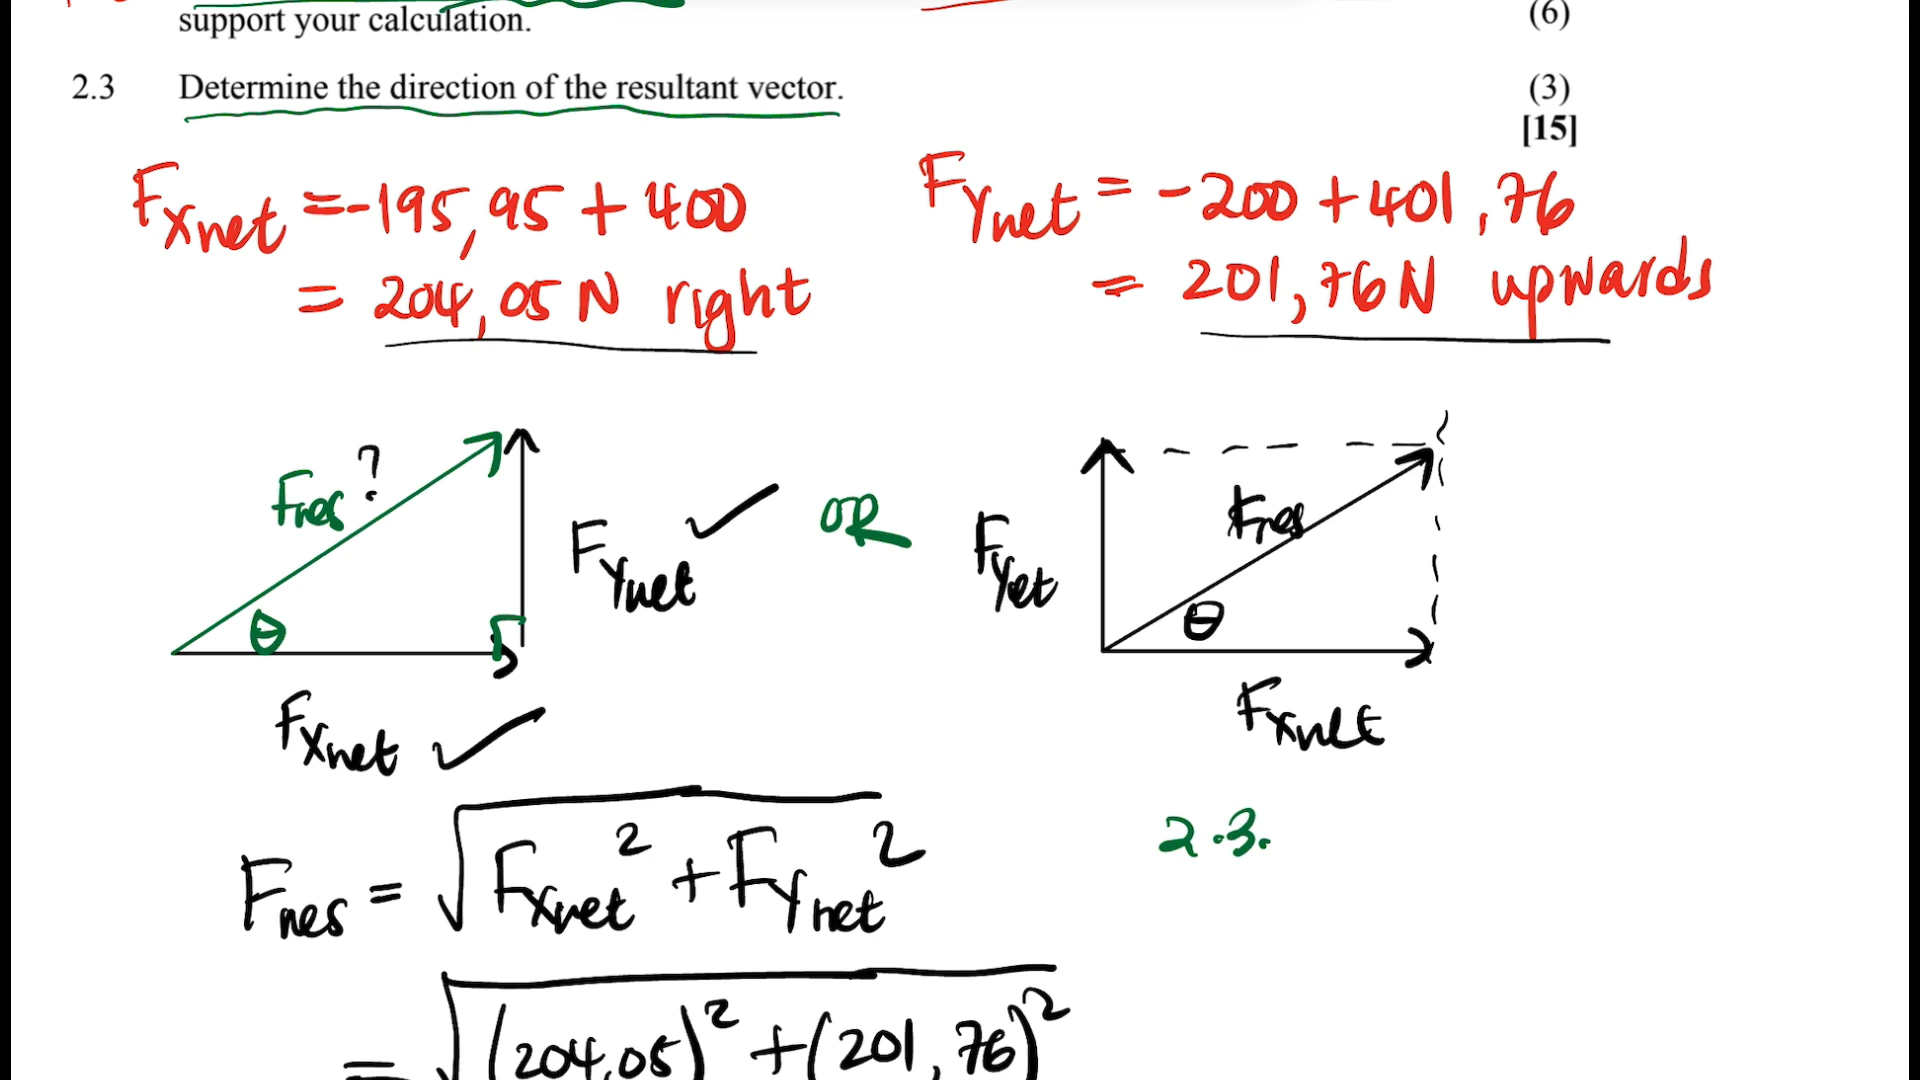 support your calculation. (6)
2.3 Determine the direction of the resultant vector. (3)
[15]
Fxnet = -195,95 + 400
= 204,05 N right
Fynet = -200 + 401,76
= 201,76 N upwards
Fres ?
θ
Fynet ✓
Fxnet ✓
OR
Fyet
Fres
θ
Fxnet
Fres = √Fxnet² + Fynet²
= √(204,05)² + (201,76)²
2.3.